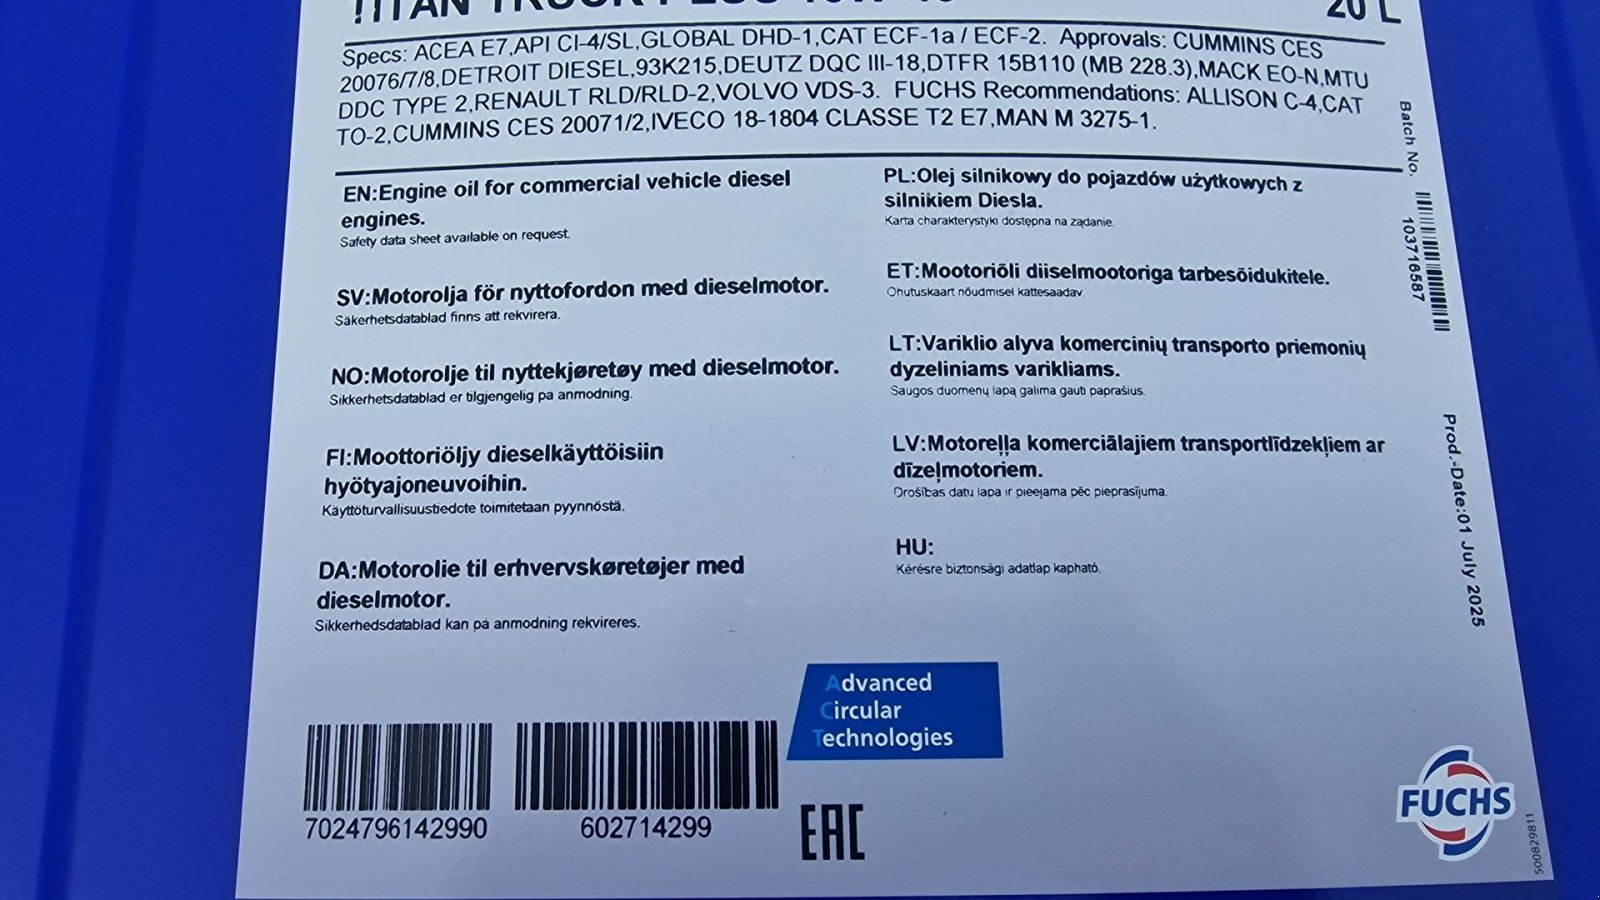 TITAN TRUCK PLUS 15W-40
20 L
Specs: ACEA E7,API CI-4/SL,GLOBAL DHD-1,CAT ECF-1a / ECF-2. Approvals: CUMMINS CES
20076/7/8,DETROIT DIESEL,93K215,DEUTZ DQC III-18,DTFR 15B110 (MB 228.3),MACK EO-N,MTU
DDC TYPE 2,RENAULT RLD/RLD-2,VOLVO VDS-3. FUCHS Recommendations: ALLISON C-4,CAT
TO-2,CUMMINS CES 20071/2,IVECO 18-1804 CLASSE T2 E7,MAN M 3275-1.
EN:Engine oil for commercial vehicle diesel
engines.
Safety data sheet available on request.
SV:Motorolja för nyttofordon med dieselmotor.
Säkerhetsdatablad finns att rekvirera.
NO:Motorolje til nyttekjøretøy med dieselmotor.
Sikkerhetsdatablad er tilgjengelig pa anmodning.
FI:Moottoriöljy dieselkäyttöisiin
hyötyajoneuvoihin.
Käyttöturvallisuustiedote toimitetaan pyynnöstä.
DA:Motorolie til erhvervskøretøjer med
dieselmotor.
Sikkerhedsdatablad kan pa anmodning rekvireres.
PL:Olej silnikowy do pojazdów użytkowych z
silnikiem Diesla.
Karta charakterystyki dostępna na ządanie.
ET:Mootoriõli diiselmootoriga tarbesõidukitele.
Ohutuskaart nõudmisel kattesaadav.
LT:Variklio alyva komercinių transporto priemonių
dyzeliniams varikliams.
Saugos duomenų lapą galima gauti paprašius.
LV:Motoreļļa komerciālajiem transportlīdzekļiem ar
dīzeļmotoriem.
Drošības datu lapa ir pieejama pēc pieprasījuma.
HU:
Kérésre biztonsági adatlap kapható.
Batch No.
103716587
Prod.-Date:01 July 2025
7024796142990
602714299
Advanced
Circular
Technologies
EAC
FUCHS
500829811